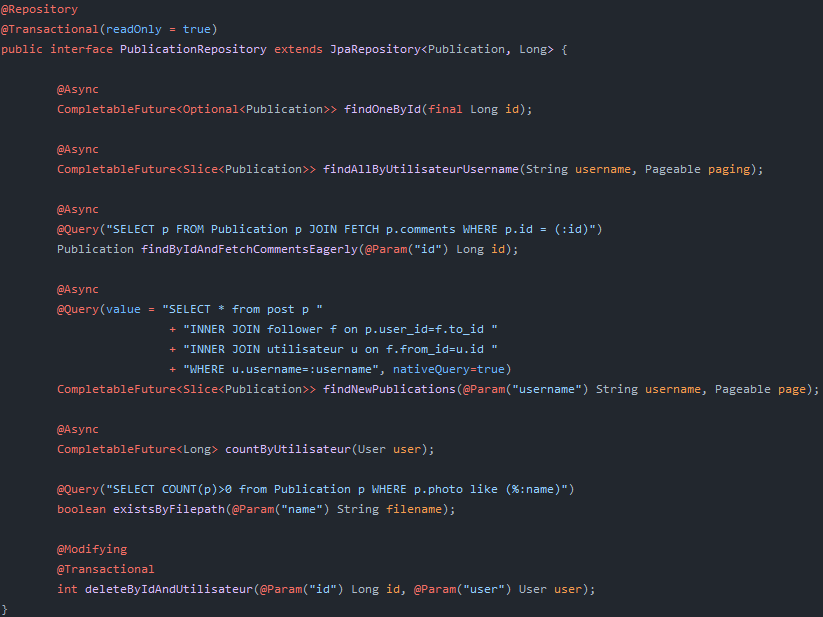 @Repository
@Transactional(readOnly = true)
public interface PublicationRepository extends JpaRepository<Publication, Long> {
@Async
CompletableFuture<Optional<Publication>> findOneById(final Long id);
@Async
CompletableFuture<Slice<Publication>> findAllByUtilisateurUsername(String username, Pageable paging);
@Async
@Query("SELECT p FROM Publication p JOIN FETCH p.comments WHERE p.id = (:id)")
Publication findByIdAndFetchCommentsEagerly(@Param("id") Long id);
@Async
@Query(value = "SELECT * from post p "
+ "INNER JOIN follower f on p.user_id=f.to_id "
+ "INNER JOIN utilisateur u on f.from_id=u.id "
+ "WHERE u.username=:username", nativeQuery=true)
CompletableFuture<Slice<Publication>> findNewPublications(@Param("username") String username, Pageable page);
@Async
CompletableFuture<Long> countByUtilisateur(User user);
@Query("SELECT COUNT(p)>0 from Publication p WHERE p.photo like (%:name)")
boolean existsByFilepath(@Param("name") String filename);
@Modifying
@Transactional
int deleteByIdAndUtilisateur(@Param("id") Long id, @Param("user") User user);
}